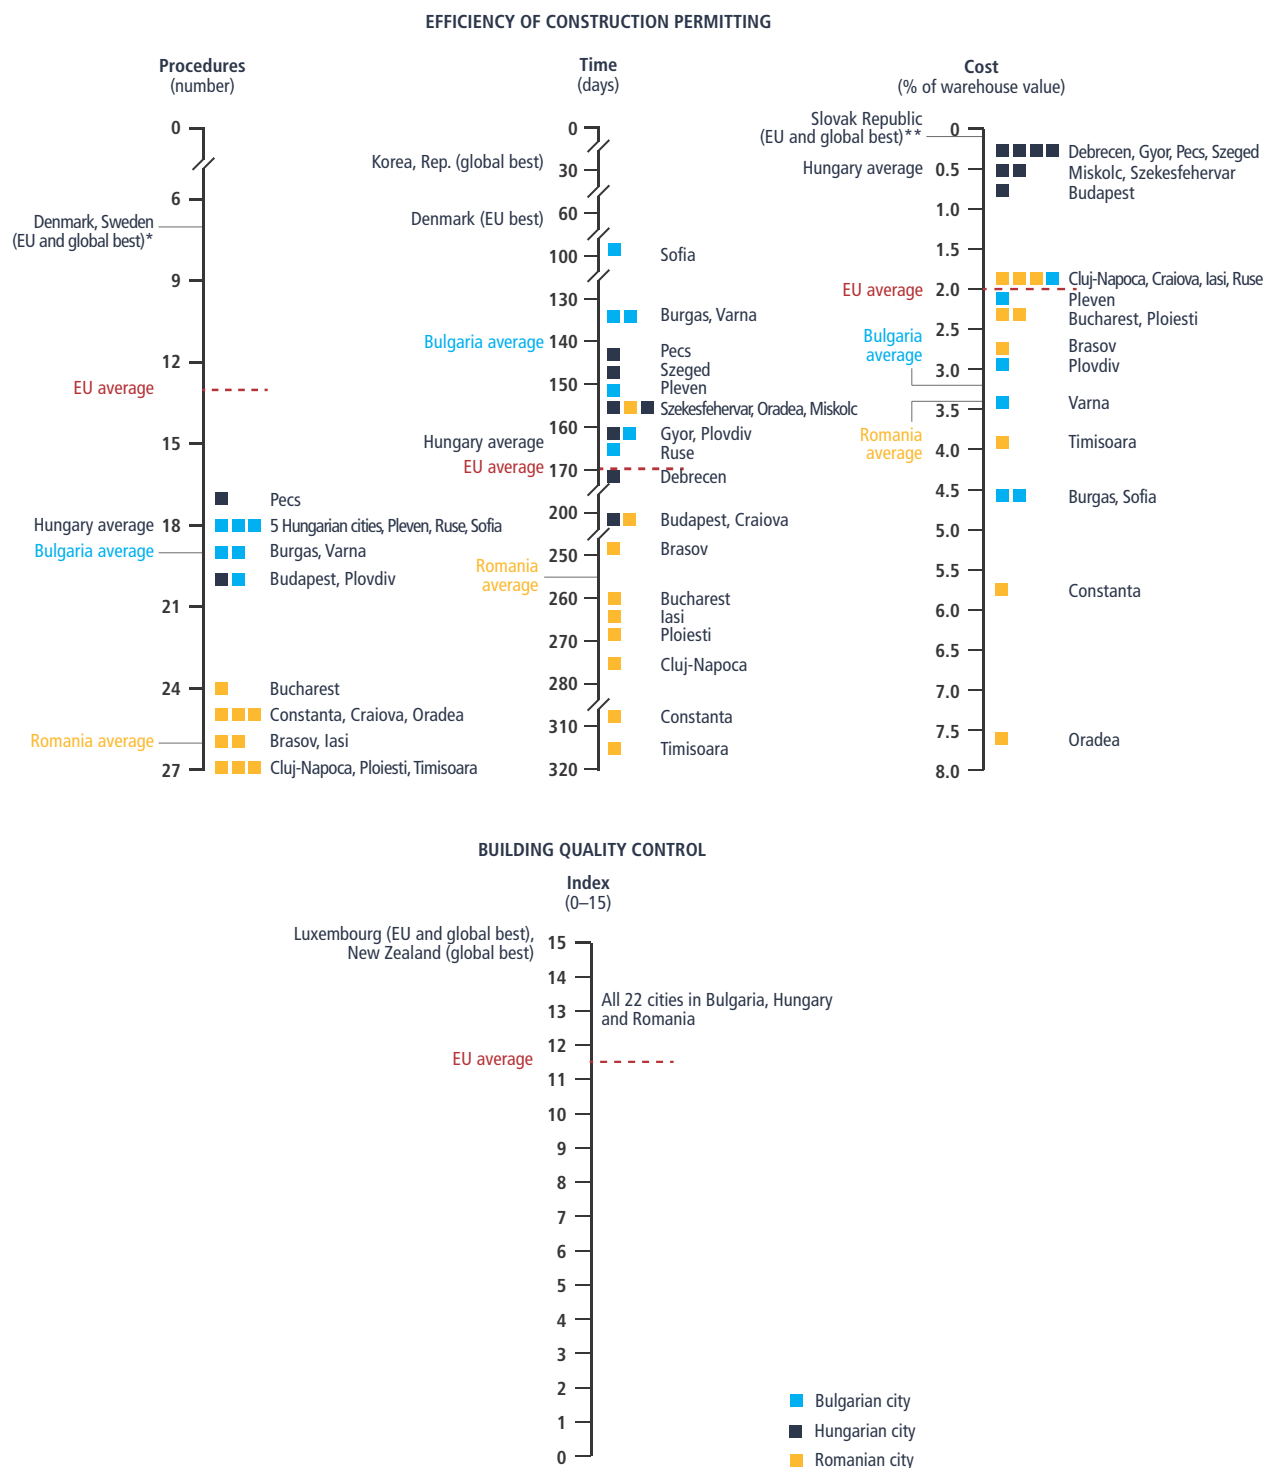 EFFICIENCY OF CONSTRUCTION PERMITTING
Procedures
(number)
0
6
Denmark, Sweden
(EU and global best)*
9
12
EU average
15
Pecs
Hungary average
18
5 Hungarian cities, Pleven, Ruse, Sofia
Bulgaria average
Burgas, Varna
Budapest, Plovdiv
21
24
Bucharest
Constanta, Craiova, Oradea
Romania average
Brasov, Iasi
27
Cluj-Napoca, Ploiesti, Timisoara
Time
(days)
0
Korea, Rep. (global best)
30
Denmark (EU best)
60
100
Sofia
130
Burgas, Varna
Bulgaria average
140
Pecs
Szeged
150
Pleven
Szekesfehervar, Oradea, Miskolc
160
Gyor, Plovdiv
Hungary average
Ruse
EU average
170
Debrecen
200
Budapest, Craiova
250
Brasov
Romania
average
260
Bucharest
Iasi
270
Ploiesti
Cluj-Napoca
280
310
Constanta
Timisoara
320
Cost
(% of warehouse value)
Slovak Republic
(EU and global best)**
0
Debrecen, Gyor, Pecs, Szeged
Hungary average
0.5
Miskolc, Szekesfehervar
Budapest
1.0
1.5
Cluj-Napoca, Craiova, Iasi, Ruse
EU average
2.0
Pleven
Bucharest, Ploiesti
2.5
Bulgaria
average
Brasov
3.0
Plovdiv
3.5
Varna
Romania
average
4.0
Timisoara
4.5
Burgas, Sofia
5.0
5.5
Constanta
6.0
6.5
7.0
7.5
Oradea
8.0
BUILDING QUALITY CONTROL
Index
(0–15)
Luxembourg (EU and global best),
New Zealand (global best)
15
14
All 22 cities in Bulgaria, Hungary
and Romania
13
12
EU average
11
10
9
8
7
6
5
4
3
2
1
0
Bulgarian city
Hungarian city
Romanian city